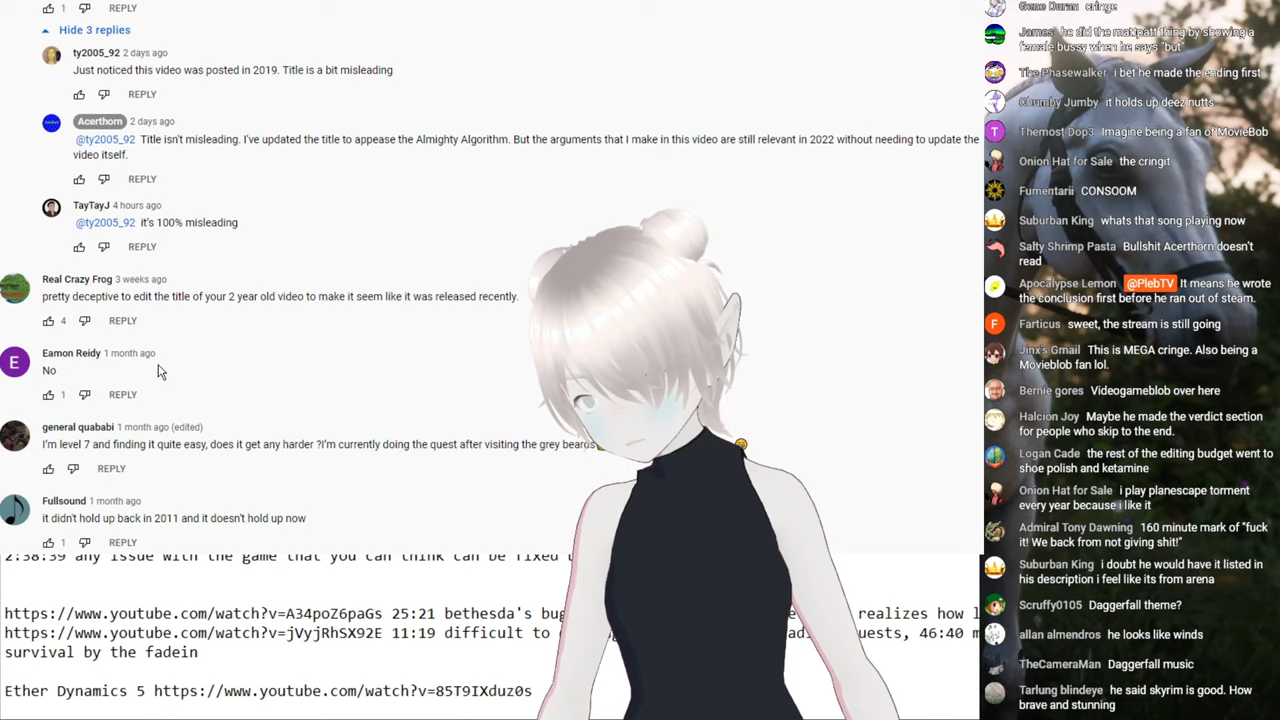 1 REPLY
Hide 3 replies
ty2005_92 2 days ago
Just noticed this video was posted in 2019. Title is a bit misleading
REPLY
Acerthorn 2 days ago
@ty2005_92 Title isn't misleading. I've updated the title to appease the Almighty Algorithm. But the arguments that I make in this video are still relevant in 2022 without needing to update the
video itself.
REPLY
TayTayJ 4 hours ago
@ty2005_92 it's 100% misleading
REPLY
Real Crazy Frog 3 weeks ago
pretty deceptive to edit the title of your 2 year old video to make it seem like it was released recently.
4 REPLY
E
Eamon Reidy 1 month ago
No
1 REPLY
general quababi 1 month ago (edited)
I'm level 7 and finding it quite easy, does it get any harder ?I'm currently doing the quest after visiting the grey beards
REPLY
Fullsound 1 month ago
it didn't hold up back in 2011 and it doesn't hold up now
1 REPLY
2:38:39 any issue with the game that you can think can be fixed
https://www.youtube.com/watch?v=A34poZ6paGs 25:21 bethesda's bug realizes how l
https://www.youtube.com/watch?v=jVyjRhSX92E 11:19 difficult to quests, 46:40
survival by the fadein
Ether Dynamics 5 https://www.youtube.com/watch?v=85T9IXduz0s
Gene Duran cringe
James he did the matpatt thing by showing a
female bussy when he says "but"
The Phasewalker i bet he made the ending first
Chumby Jumby it holds up deez nutts
T
Themost Dop3 Imagine being a fan of MovieBob
Onion Hat for Sale the cringit
Fumentarii CONSOOM
Suburban King whats that song playing now
Salty Shrimp Pasta Bullshit Acerthorn doesn't
read
Apocalypse Lemon @PlebTV It means he wrote
the conclusion first before he ran out of steam.
F
Farticus sweet, the stream is still going
Jinx's Gmail This is MEGA cringe. Also being a
Movieblob fan lol.
Bernie gores Videogameblob over here
Halcion Joy Maybe he made the verdict section
for people who skip to the end.
Logan Cade the rest of the editing budget went to
shoe polish and ketamine
Onion Hat for Sale i play planescape torment
every year because i like it
Admiral Tony Dawning 160 minute mark of "fuck
it! We back from not giving shit!"
Suburban King i doubt he would have it listed in
his description i feel like its from arena
Scruffy0105 Daggerfall theme?
allan almendros he looks like winds
TheCameraMan Daggerfall music
Tarlung blindeye he said skyrim is good. How
brave and stunning